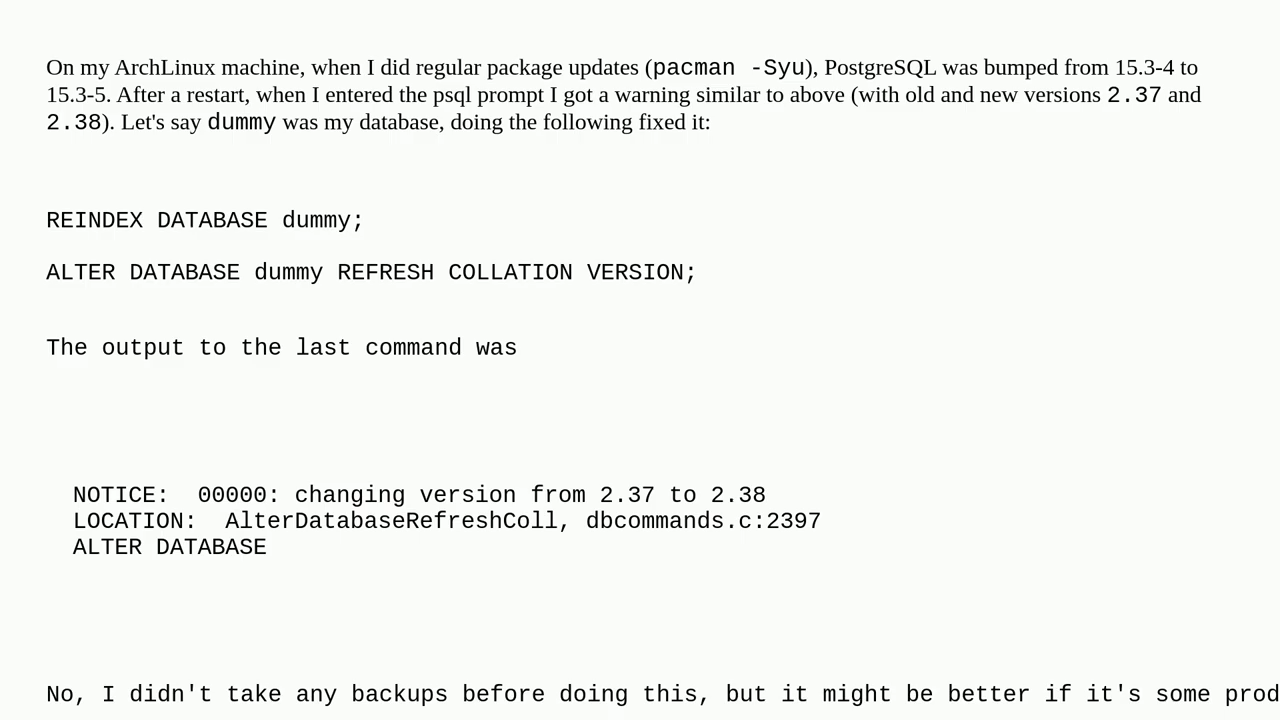 On my ArchLinux machine, when I did regular package updates (pacman -Syu), PostgreSQL was bumped from 15.3-4 to
15.3-5. After a restart, when I entered the psql prompt I got a warning similar to above (with old and new versions 2.37 and
2.38). Let's say dummy was my database, doing the following fixed it:
REINDEX DATABASE dummy;
ALTER DATABASE dummy REFRESH COLLATION VERSION;
The output to the last command was
NOTICE:  00000: changing version from 2.37 to 2.38
LOCATION:  AlterDatabaseRefreshColl, dbcommands.c:2397
ALTER DATABASE
No, I didn't take any backups before doing this, but it might be better if it's some prod